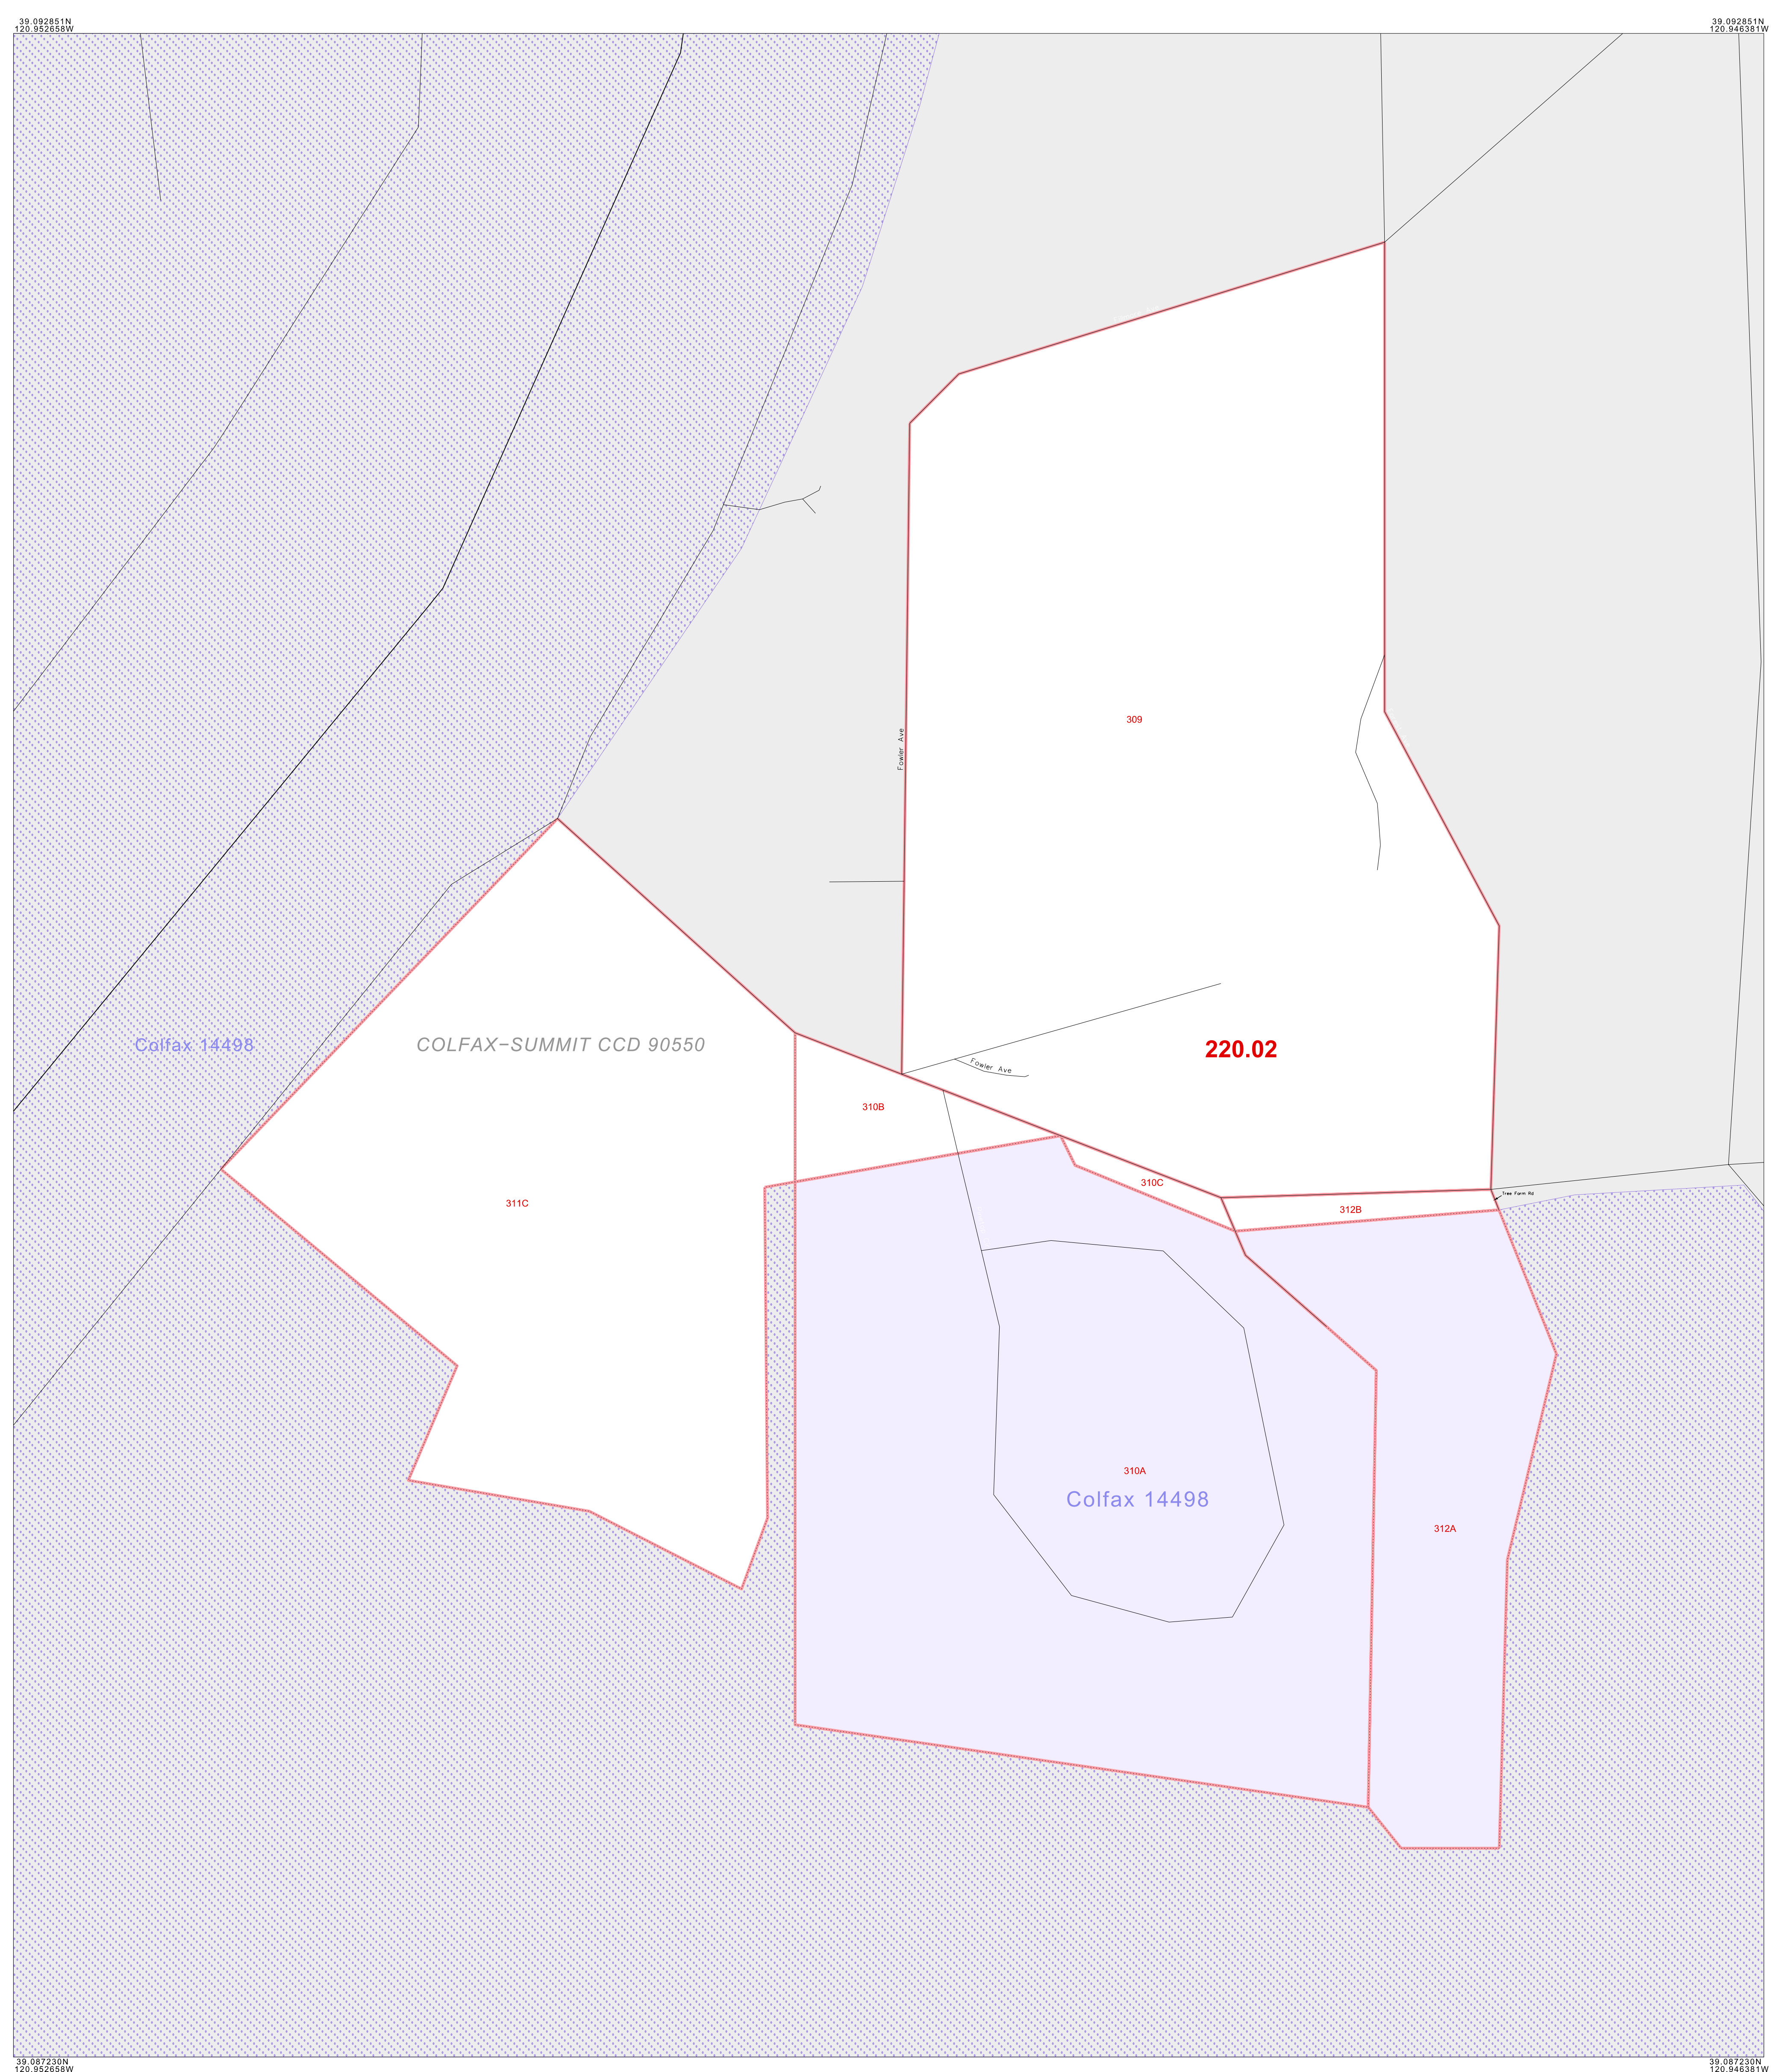 39.092851N
120.952658W
39.092851N
120.946381W
309
Fowler Ave
Colfax 14498
COLFAX-SUMMIT CCD 90550
220.02
Fowler Ave
310B
310C
311C
Tree Farm Rd
312B
310A
Colfax 14498
312A
39.087230N
120.952658W
39.087230N
120.946381W